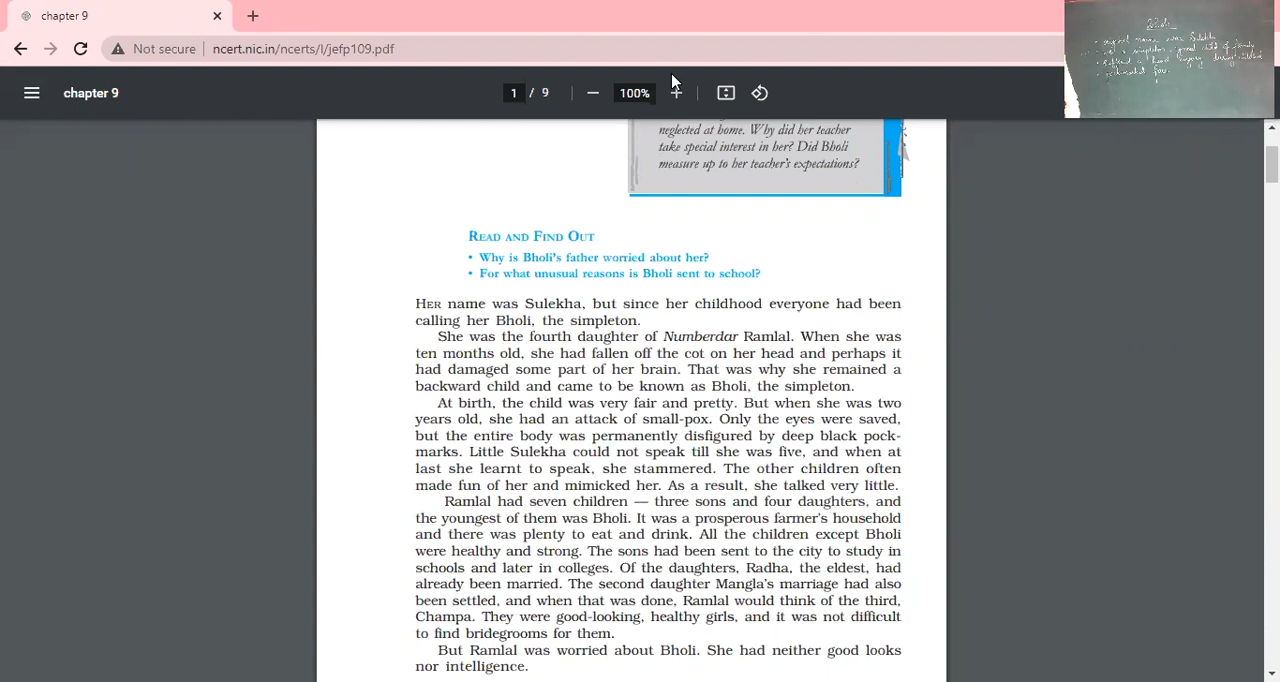 chapter 9
Not secure
ncert.nic.in/ncerts/l/jefp109.pdf
chapter 9
1 / 9
100%
Bholi
original name was Sulekha
neglected at home. Why did her teacher
take special interest in her? Did Bholi
measure up to her teacher's expectations?
READ AND FIND OUT
• Why is Bholi's father worried about her?
• For what unusual reasons is Bholi sent to school?
HER name was Sulekha, but since her childhood everyone had been
calling her Bholi, the simpleton.
She was the fourth daughter of Numberdar Ramlal. When she was
ten months old, she had fallen off the cot on her head and perhaps it
had damaged some part of her brain. That was why she remained a
backward child and came to be known as Bholi, the simpleton.
At birth, the child was very fair and pretty. But when she was two
years old, she had an attack of small-pox. Only the eyes were saved,
but the entire body was permanently disfigured by deep black pock-
marks. Little Sulekha could not speak till she was five, and when at
last she learnt to speak, she stammered. The other children often
made fun of her and mimicked her. As a result, she talked very little.
Ramlal had seven children — three sons and four daughters, and
the youngest of them was Bholi. It was a prosperous farmer's household
and there was plenty to eat and drink. All the children except Bholi
were healthy and strong. The sons had been sent to the city to study in
schools and later in colleges. Of the daughters, Radha, the eldest, had
already been married. The second daughter Mangla's marriage had also
been settled, and when that was done, Ramlal would think of the third,
Champa. They were good-looking, healthy girls, and it was not difficult
to find bridegrooms for them.
But Ramlal was worried about Bholi. She had neither good looks
nor intelligence.